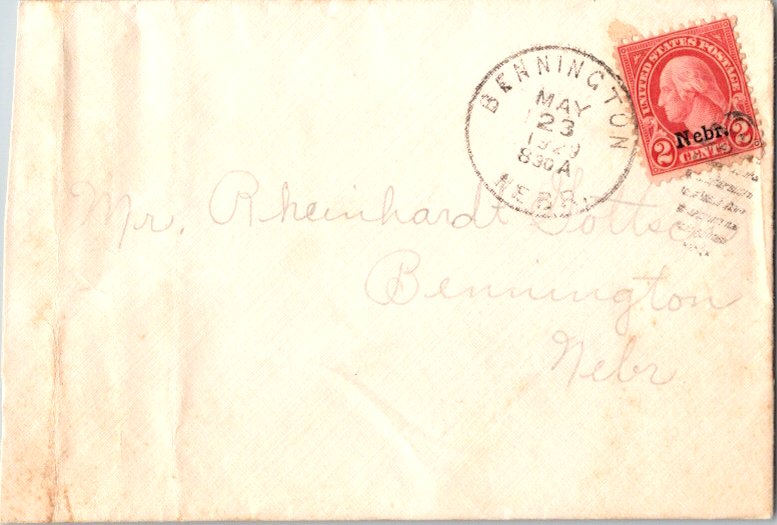 BENNINGTON
MAY
23
1929
830 A
NEBR.
UNITED STATES POSTAGE
Nebr.
2 CENTS 2
Mr. Rheinhardt
Bennington
Nebr